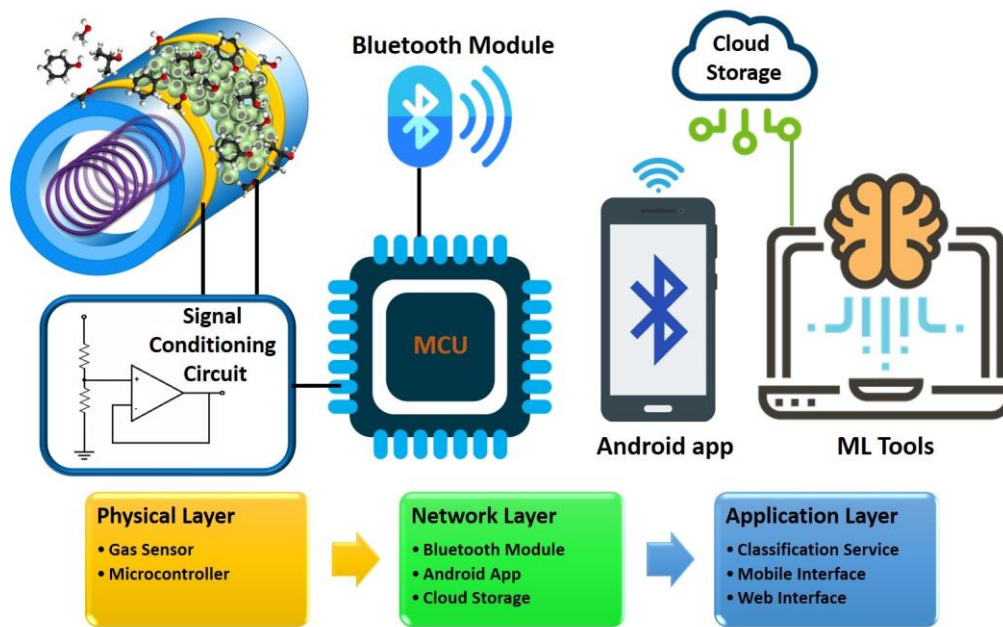 Bluetooth Module
Cloud
Storage
Signal
Conditioning
Circuit
+
-
MCU
Android app
ML Tools
Physical Layer
• Gas Sensor
• Microcontroller
Network Layer
• Bluetooth Module
• Android App
• Cloud Storage
Application Layer
• Classification Service
• Mobile Interface
• Web Interface